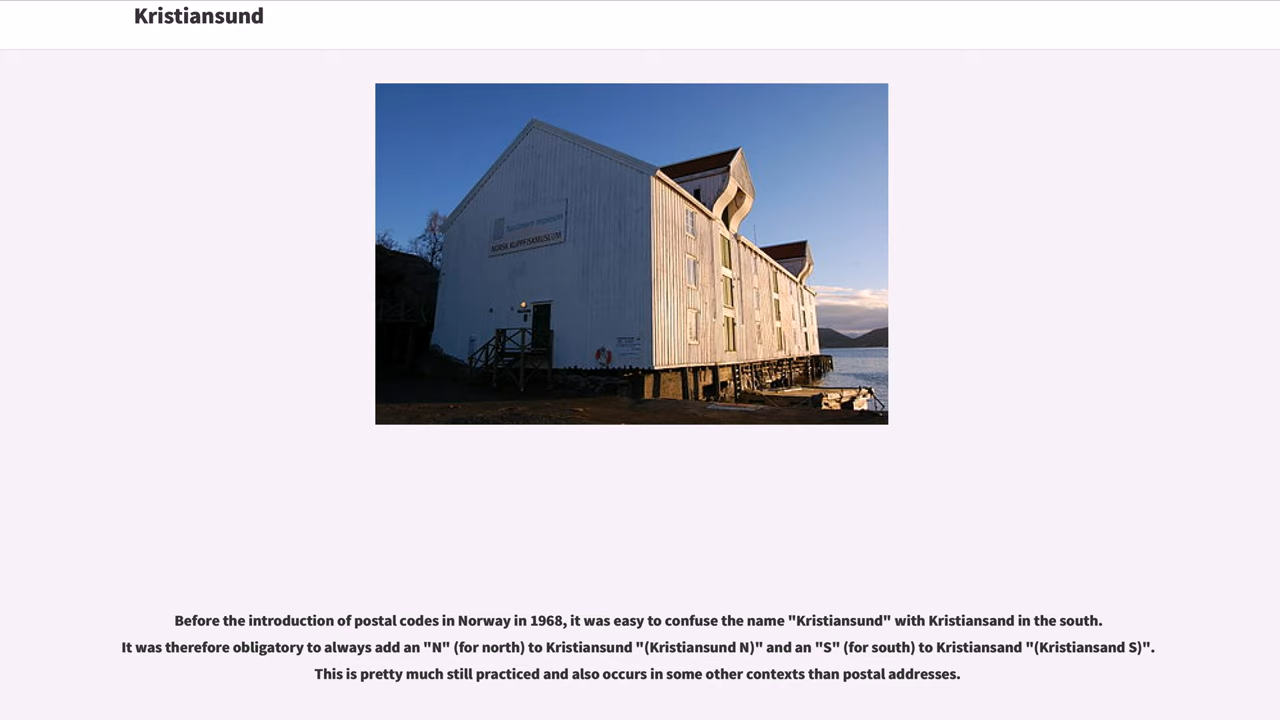 Kristiansund
Nordmøre museum
NORSK KLIPPFISKMUSEUM
Before the introduction of postal codes in Norway in 1968, it was easy to confuse the name "Kristiansund" with Kristiansand in the south.
It was therefore obligatory to always add an "N" (for north) to Kristiansund "(Kristiansund N)" and an "S" (for south) to Kristiansand "(Kristiansand S)".
This is pretty much still practiced and also occurs in some other contexts than postal addresses.